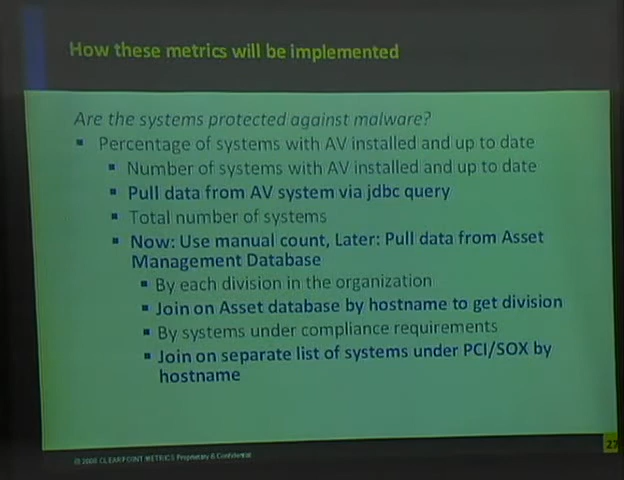 How these metrics will be implemented
Are the systems protected against malware?
▪ Percentage of systems with AV installed and up to date
▪ Number of systems with AV installed and up to date
▪ Pull data from AV system via jdbc query
▪ Total number of systems
▪ Now: Use manual count, Later: Pull data from Asset
Management Database
▪ By each division in the organization
▪ Join on Asset database by hostname to get division
▪ By systems under compliance requirements
▪ Join on separate list of systems under PCI/SOX by
hostname
© 2008 CLEARPOINT METRICS Proprietary & Confidential
27